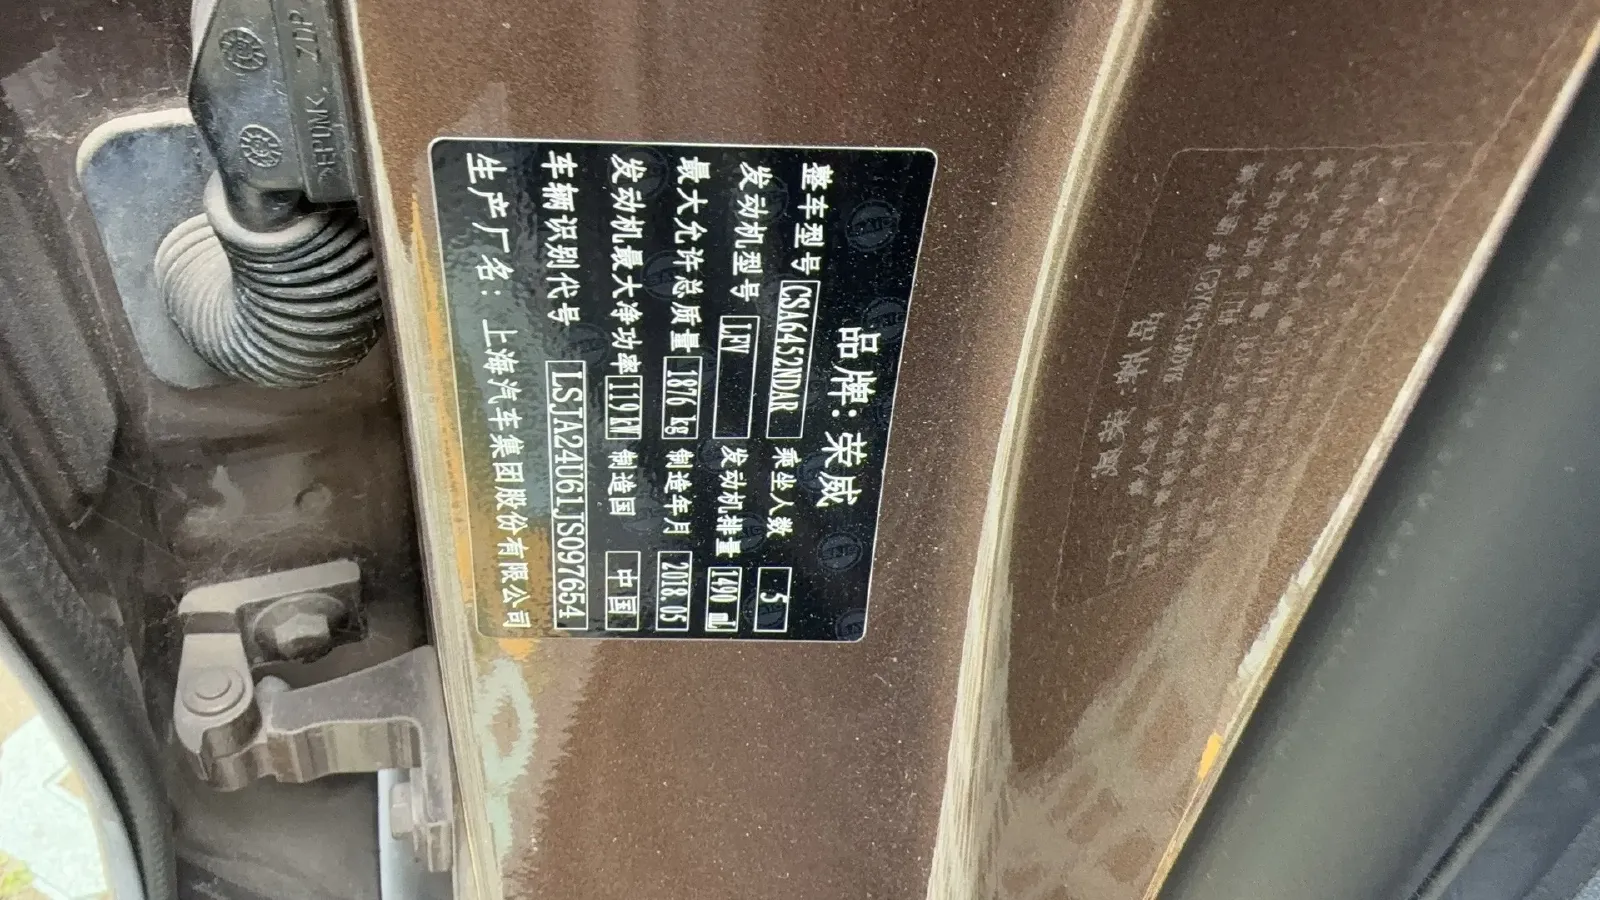 品牌: 荣威
整车型号 CSA6452NDAR 乘坐人数 5
发动机型号 LFV 发动机排量 1490 mL
最大允许总质量 1876 kg 制造年月 2018.05
发动机最大净功率 119kW 制造国 中国
车辆识别代号 LSJA24U61JS097654
生产厂名: 上海汽车集团股份有限公司